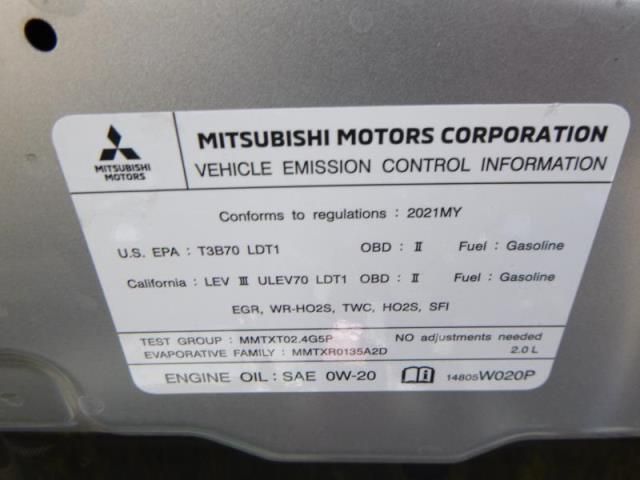 MITSUBISHI MOTORS CORPORATION
MITSUBISHI
MOTORS
VEHICLE EMISSION CONTROL INFORMATION
Conforms to regulations : 2021MY
U.S. EPA : T3B70 LDT1 OBD : II Fuel : Gasoline
California : LEV III ULEV70 LDT1 OBD : II Fuel : Gasoline
EGR, WR-HO2S, TWC, HO2S, SFI
TEST GROUP : MMTXT02.4G5P NO adjustments needed
EVAPORATIVE FAMILY : MMTXR0135A2D 2.0 L
ENGINE OIL : SAE 0W-20 14805W020P